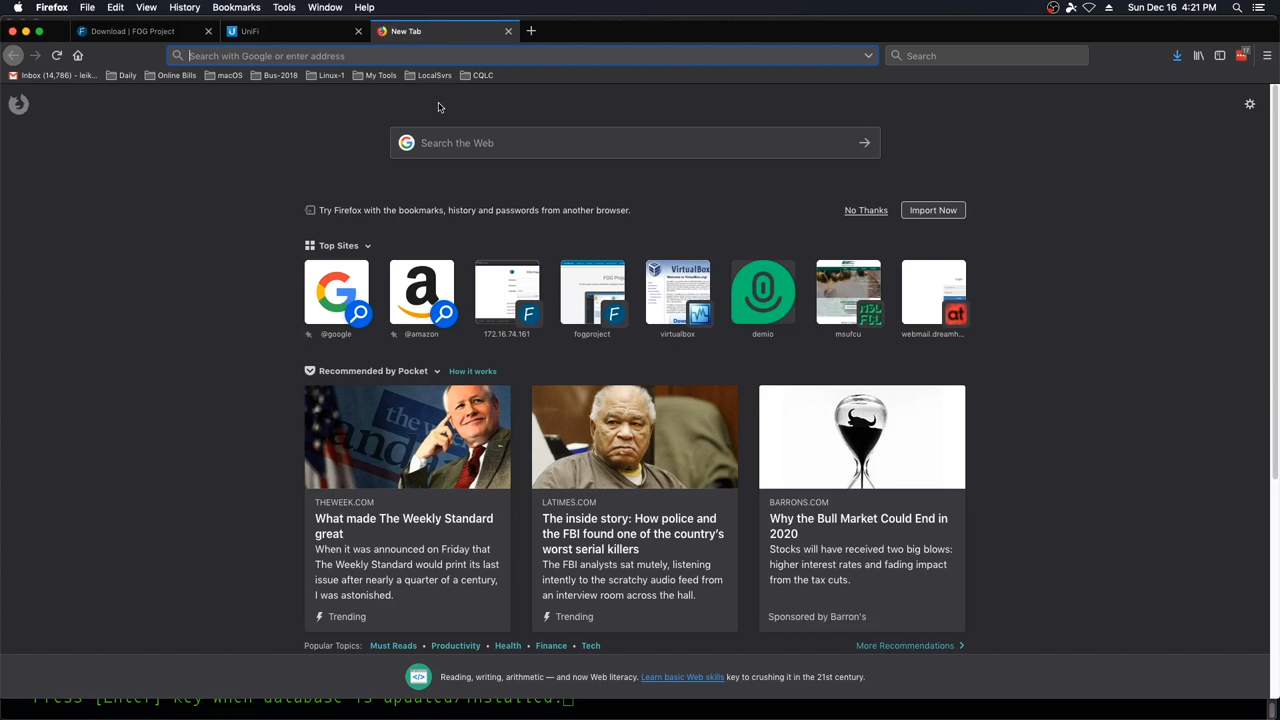 Firefox File Edit View History Bookmarks Tools Window Help Sun Dec 16 4:21 PM
Download | FOG Project UniFi New Tab
Search with Google or enter address Search
17
Inbox (14,786) - leik... Daily Online Bills macOS Bus-2018 Linux-1 My Tools LocalSvrs CQLC
Search the Web
Try Firefox with the bookmarks, history and passwords from another browser. No Thanks Import Now
Top Sites
@google @amazon 172.16.74.161 fogproject virtualbox demio msufcu webmail.dreamh...
Recommended by Pocket How it works
THEWEEK.COM
What made The Weekly Standard
great
When it was announced on Friday that
The Weekly Standard would print its last
issue after nearly a quarter of a century,
I was astonished.
Trending
LATIMES.COM
The inside story: How police and
the FBI found one of the country's
worst serial killers
The FBI analysts sat mutely, listening
intently to the scratchy audio feed from
an interview room across the hall.
Trending
BARRONS.COM
Why the Bull Market Could End in
2020
Stocks will have received two big blows:
higher interest rates and fading impact
from the tax cuts.
Sponsored by Barron's
Popular Topics: Must Reads • Productivity • Health • Finance • Tech More Recommendations
Reading, writing, arithmetic — and now Web literacy. Learn basic Web skills key to crushing it in the 21st century.
Press [Enter] key when database is updated/installed.